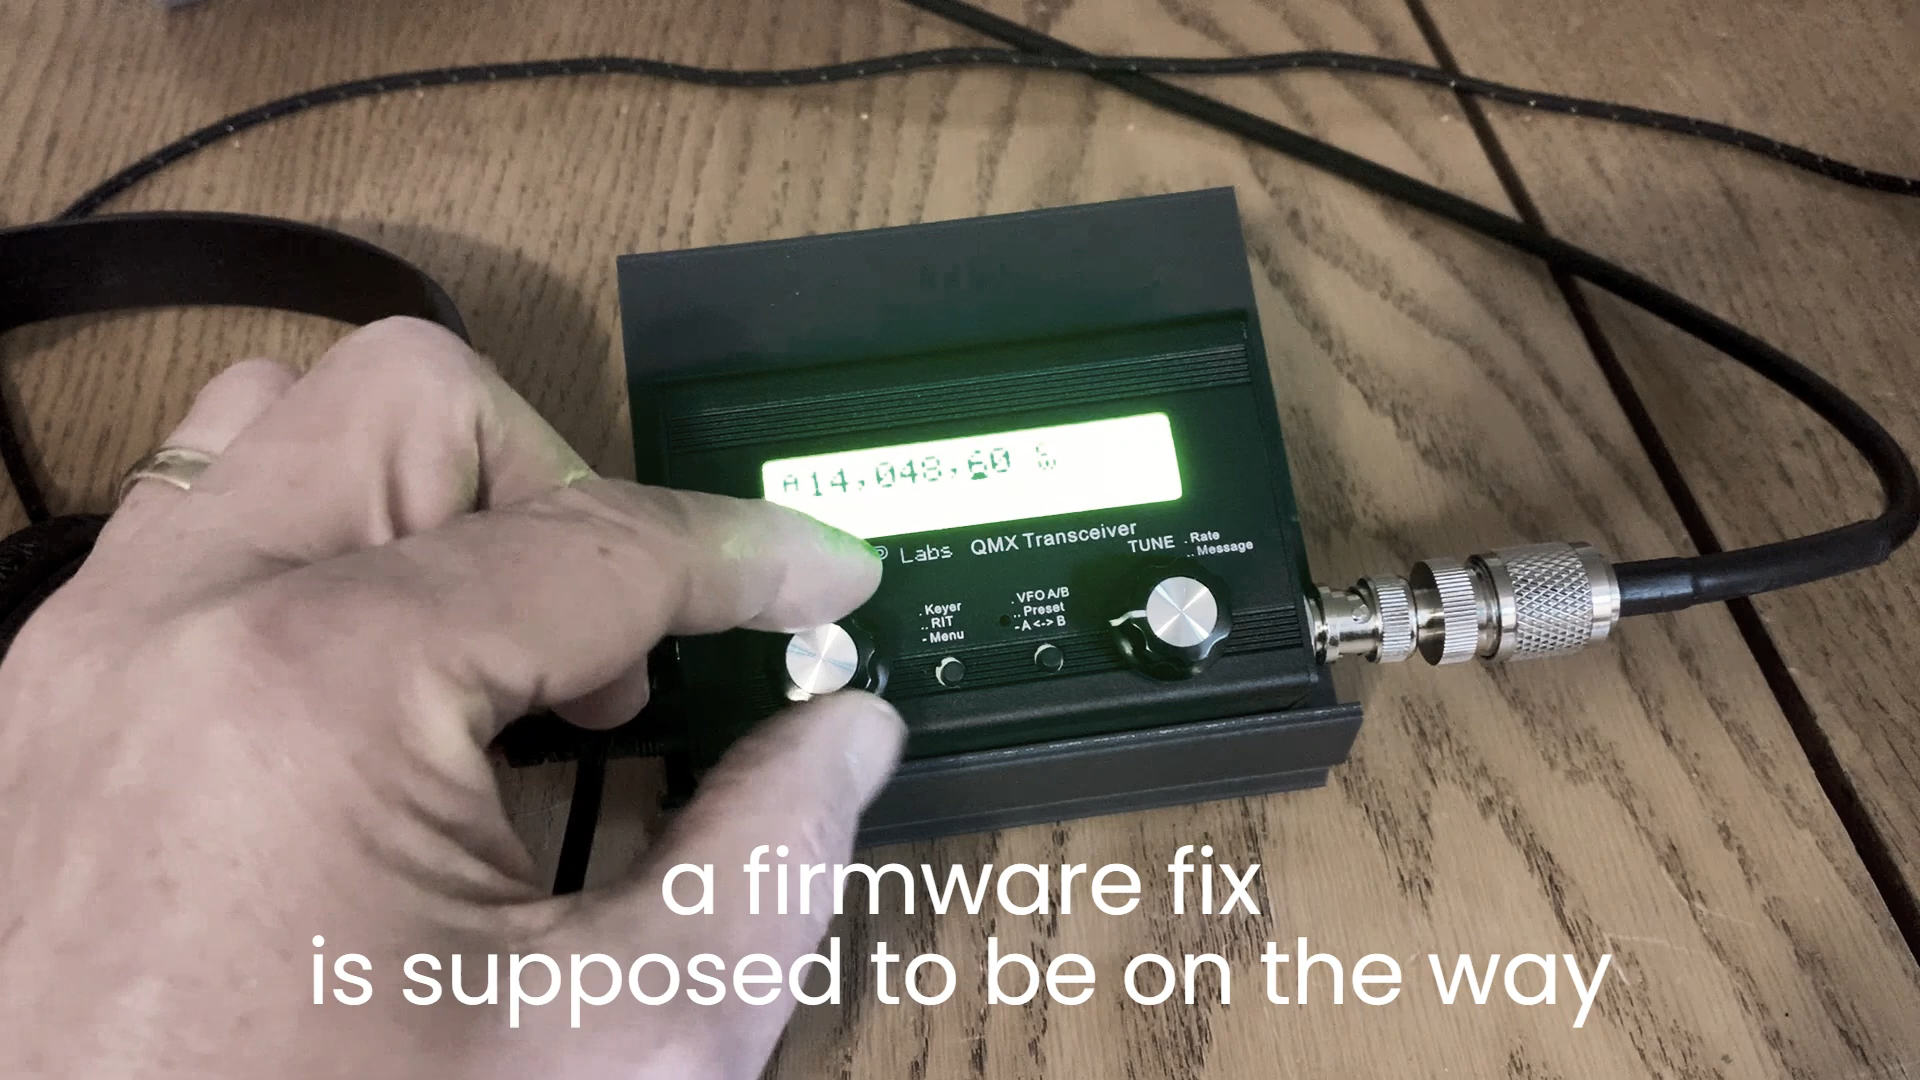 A14,048,60
Labs QMX Transceiver
TUNE
. Rate
.. Message
. Keyer
.. RIT
- Menu
. VFO A/B
.. Preset
- A <-> B
a firmware fix
is supposed to be on the way